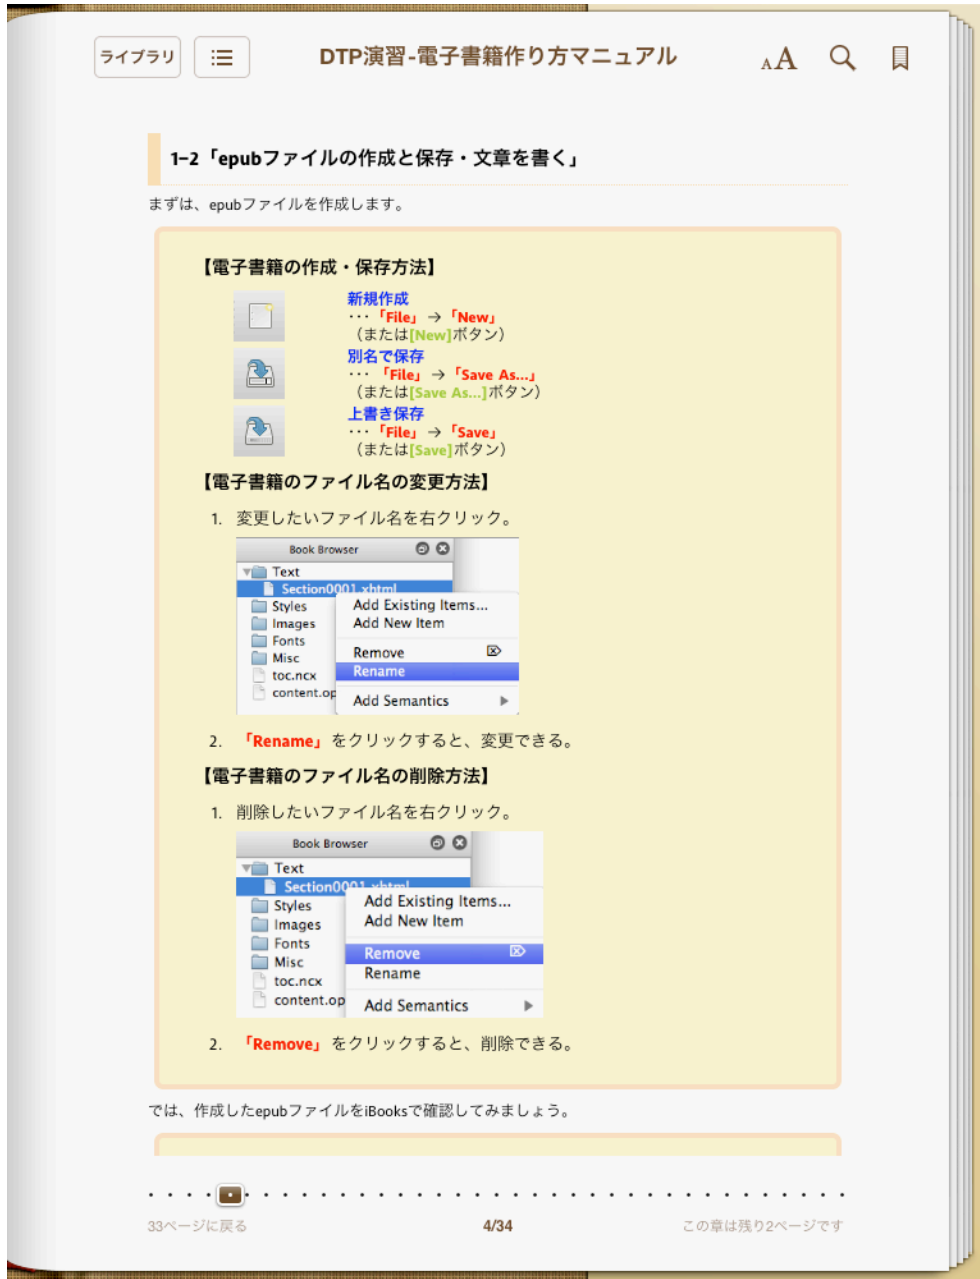 ライブラリ
DTP演習-電子書籍作り方マニュアル
AA
1-2「epubファイルの作成と保存・文章を書く」
まずは、epubファイルを作成します。
【電子書籍の作成・保存方法】
新規作成
･･･「File」→「New」
（または[New]ボタン）
別名で保存
･･･「File」→「Save As...」
（または[Save As...]ボタン）
上書き保存
･･･「File」→「Save」
（または[Save]ボタン）
【電子書籍のファイル名の変更方法】
1. 変更したいファイル名を右クリック。
Book Browser
Text
Section0001.xhtml
Styles
Images
Fonts
Misc
toc.ncx
content.op
Add Existing Items...
Add New Item
Remove
Rename
Add Semantics
2. 「Rename」をクリックすると、変更できる。
【電子書籍のファイル名の削除方法】
1. 削除したいファイル名を右クリック。
Book Browser
Text
Section0001.xhtml
Styles
Images
Fonts
Misc
toc.ncx
content.op
Add Existing Items...
Add New Item
Remove
Rename
Add Semantics
2. 「Remove」をクリックすると、削除できる。
では、作成したepubファイルをiBooksで確認してみましょう。
33ページに戻る
4/34
この章は残り2ページです